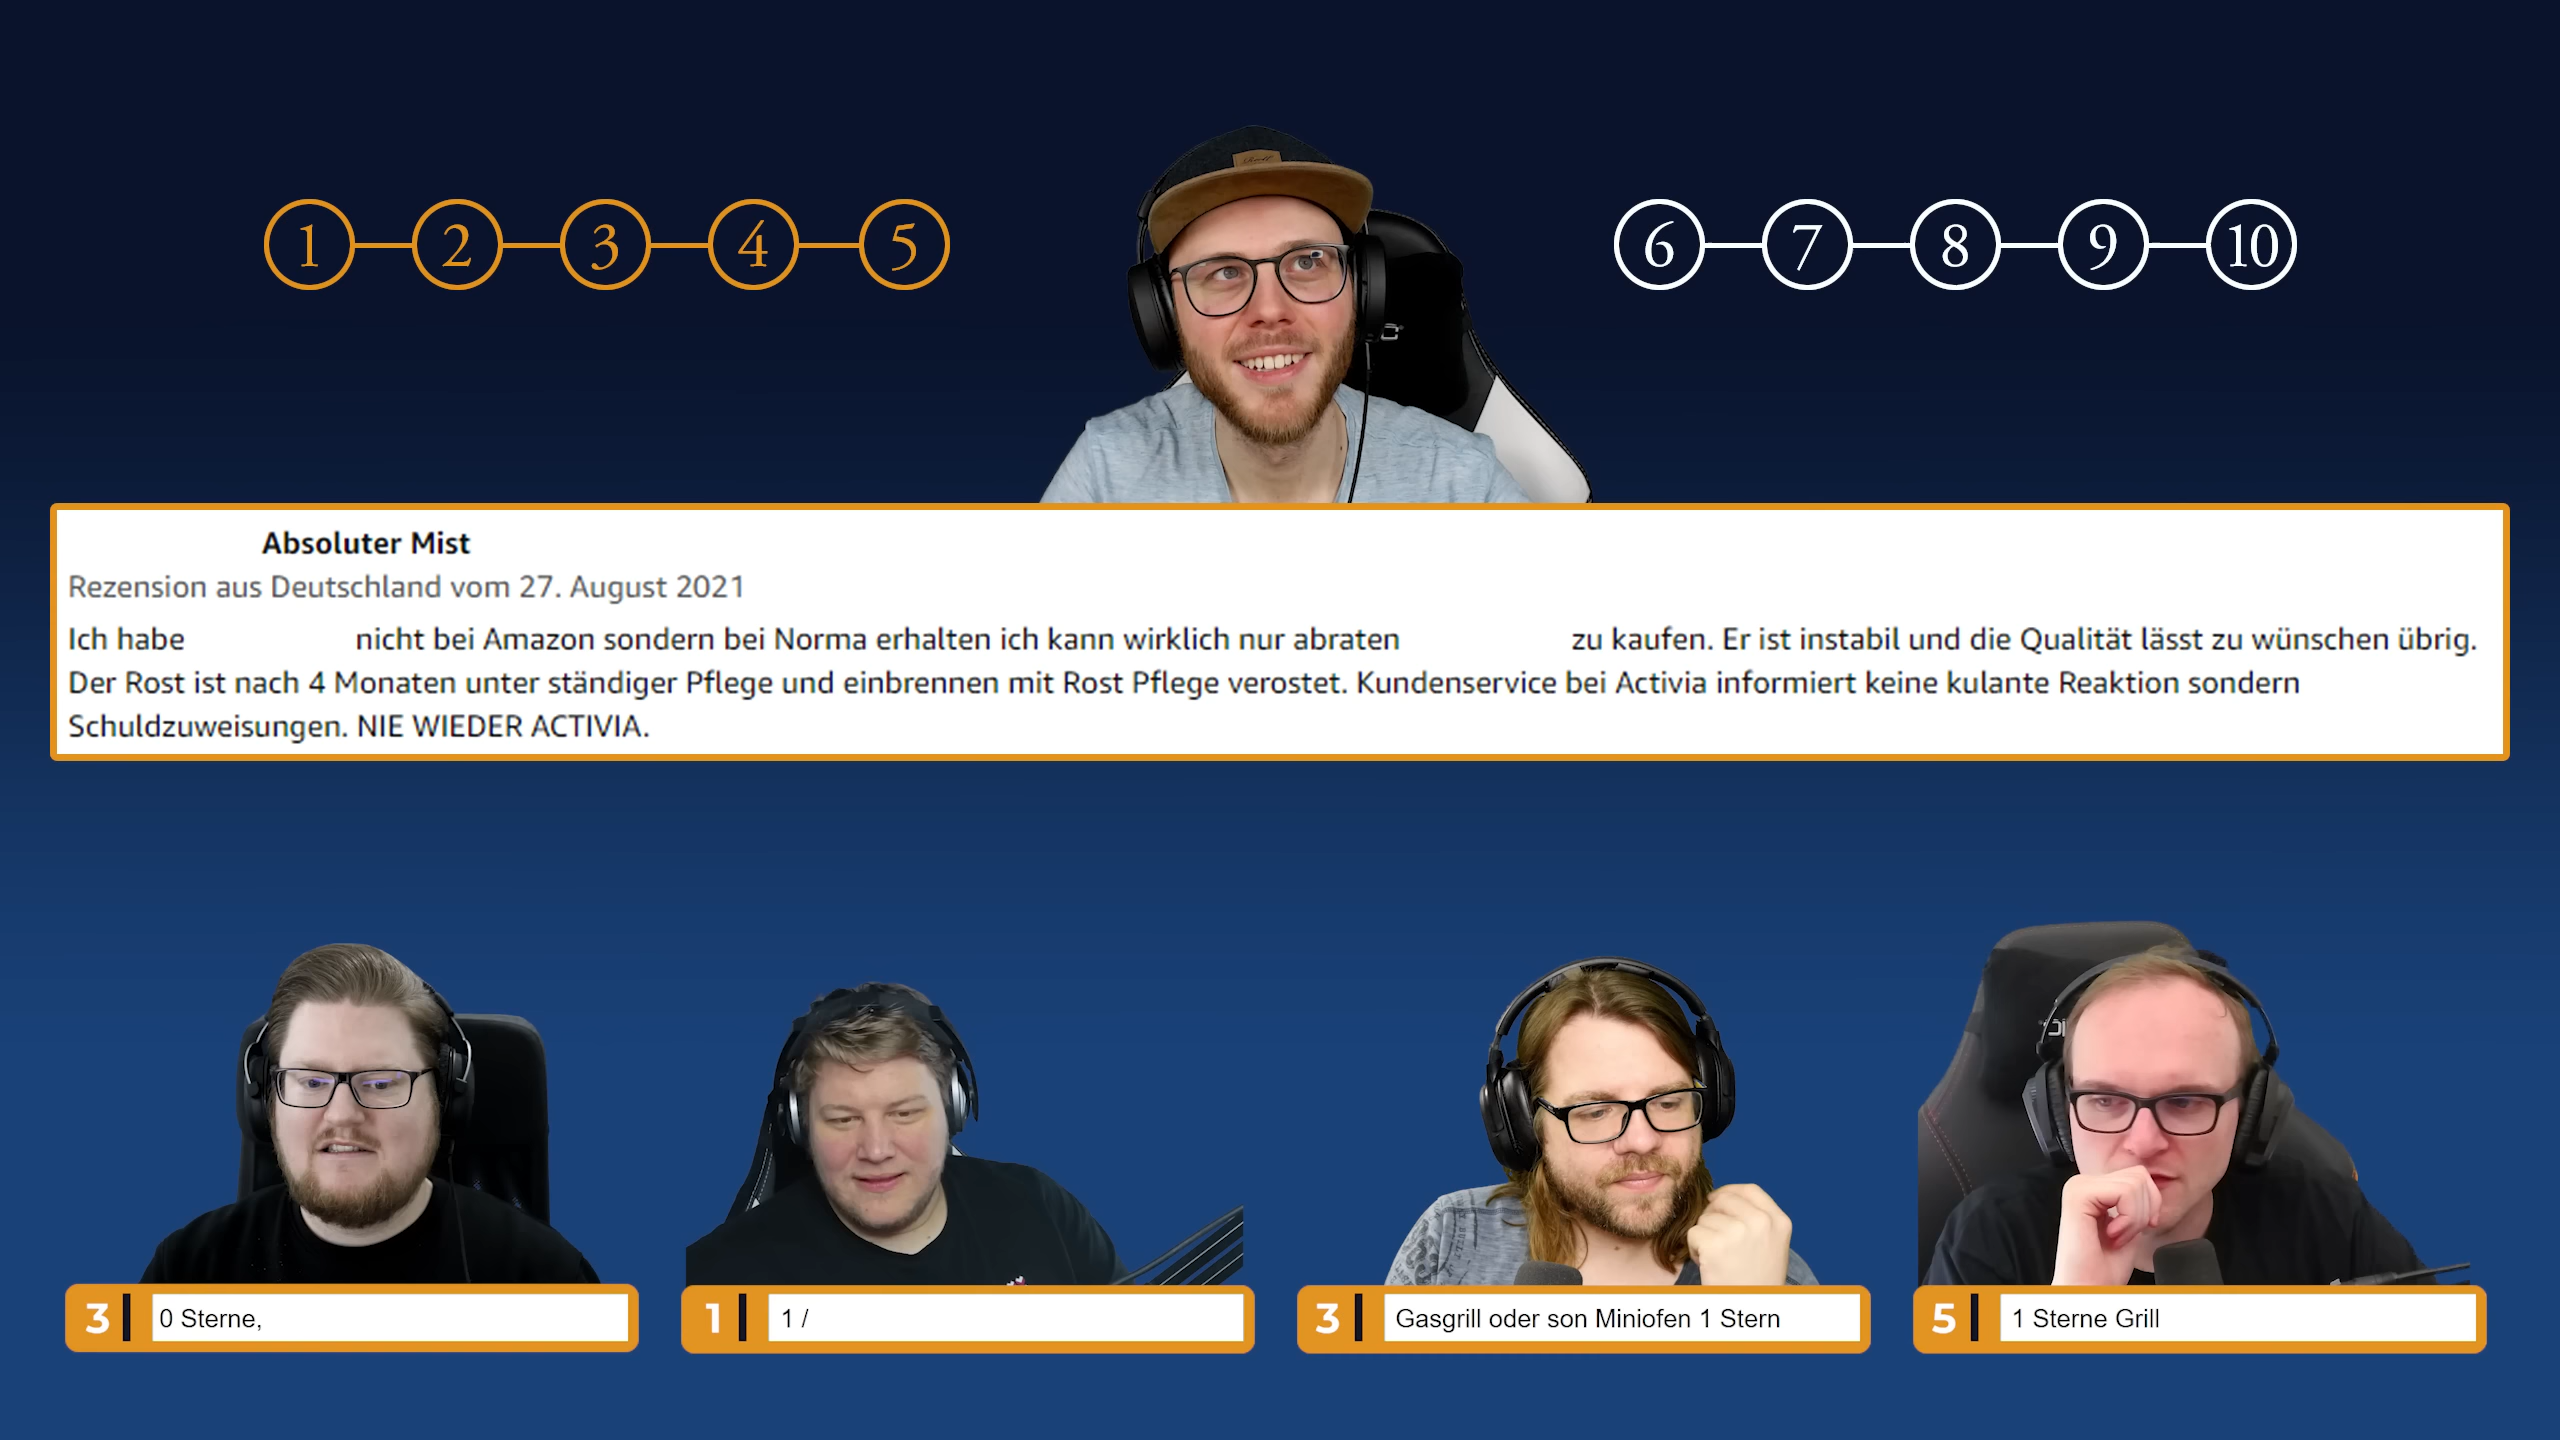 1 2 3 4 5
6 7 8 9 10
Absoluter Mist
Rezension aus Deutschland vom 27. August 2021
Ich habe nicht bei Amazon sondern bei Norma erhalten ich kann wirklich nur abraten zu kaufen. Er ist instabil und die Qualität lässt zu wünschen übrig.
Der Rost ist nach 4 Monaten unter ständiger Pflege und einbrennen mit Rost Pflege verostet. Kundenservice bei Activia informiert keine kulante Reaktion sondern
Schuldzuweisungen. NIE WIEDER ACTIVIA.
3 0 Sterne,
1 1 /
3 Gasgrill oder son Miniofen 1 Stern
5 1 Sterne Grill